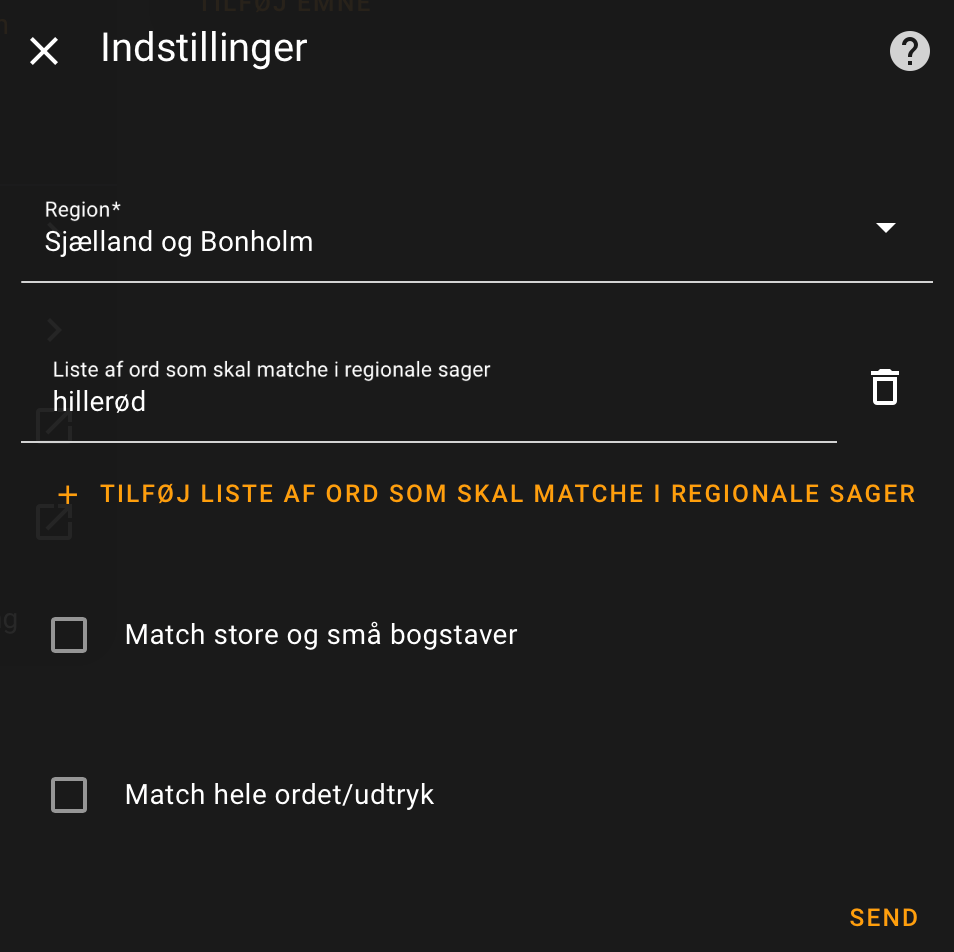 TILFØJ EMNE
Indstillinger
Region*
Sjælland og Bonholm
Liste af ord som skal matche i regionale sager
hillerød
+ TILFØJ LISTE AF ORD SOM SKAL MATCHE I REGIONALE SAGER
Match store og små bogstaver
Match hele ordet/udtryk
SEND